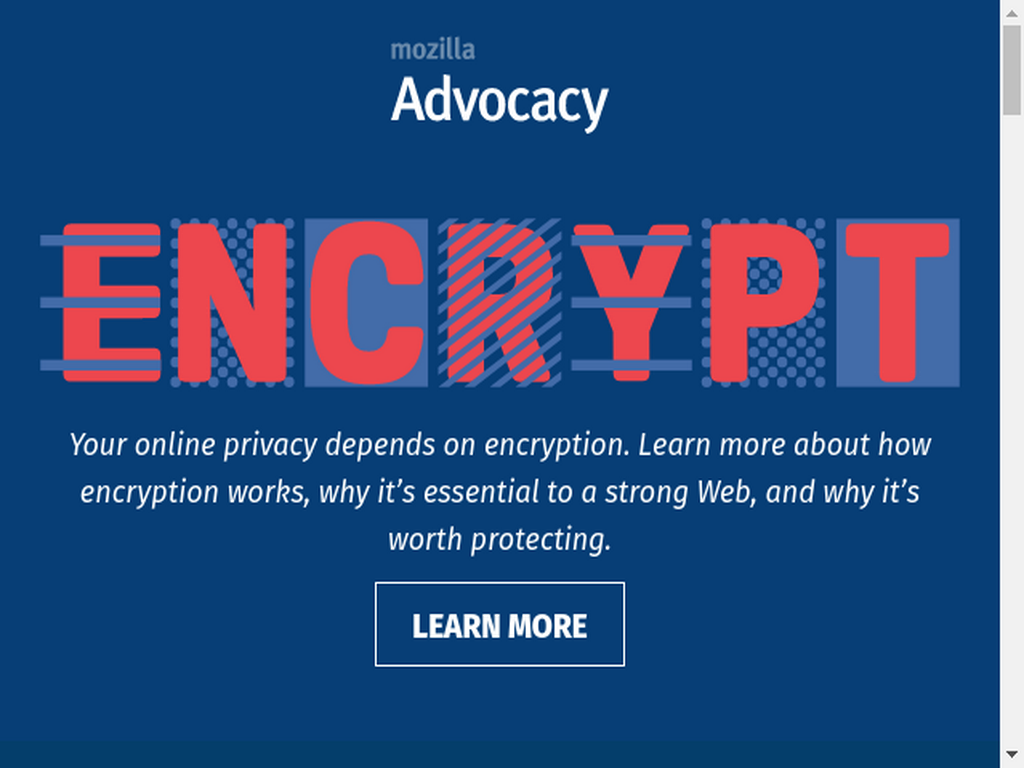 mozilla
Advocacy
ENCRYPT
Your online privacy depends on encryption. Learn more about how
encryption works, why it’s essential to a strong Web, and why it’s
worth protecting.
LEARN MORE